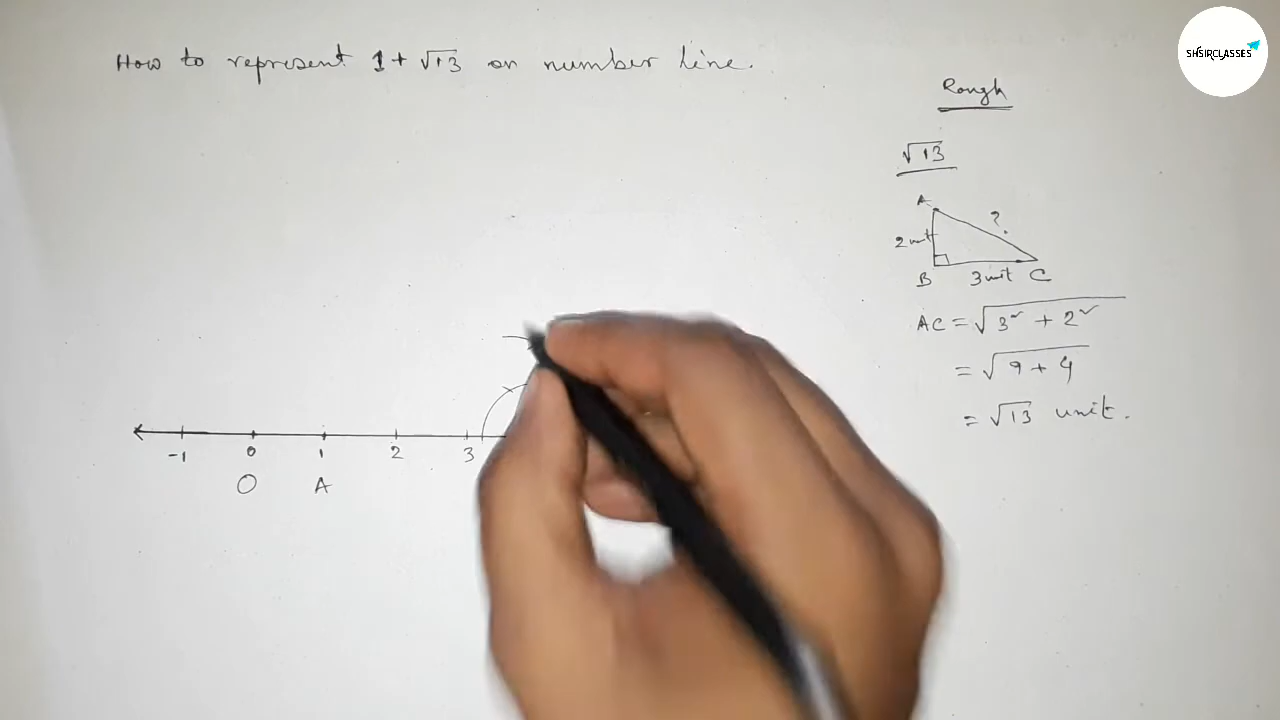 How to represent 1 + √13 on number line.
SHSIRCLASSES
Rough
√13
A
?
2 unit
B 3 unit C
AC = √3² + 2²
= √9 + 4
= √13 unit.
-1 0 1 2 3
O A